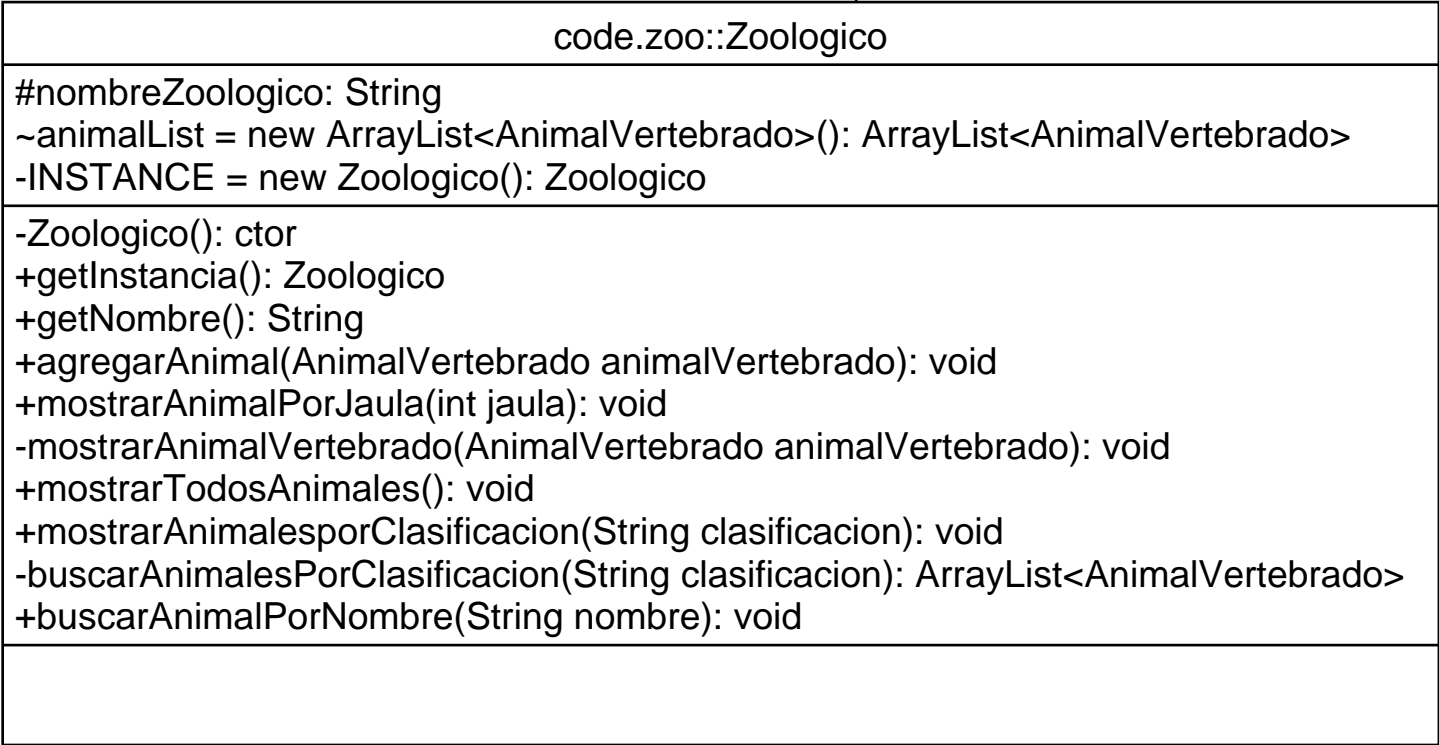 code.zoo::Zoologico
#nombreZoologico: String
~animalList = new ArrayList<AnimalVertebrado>(): ArrayList<AnimalVertebrado>
-INSTANCE = new Zoologico(): Zoologico
-Zoologico(): ctor
+getInstancia(): Zoologico
+getNombre(): String
+agregarAnimal(AnimalVertebrado animalVertebrado): void
+mostrarAnimalPorJaula(int jaula): void
-mostrarAnimalVertebrado(AnimalVertebrado animalVertebrado): void
+mostrarTodosAnimales(): void
+mostrarAnimalesporClasificacion(String clasificacion): void
-buscarAnimalesPorClasificacion(String clasificacion): ArrayList<AnimalVertebrado>
+buscarAnimalPorNombre(String nombre): void